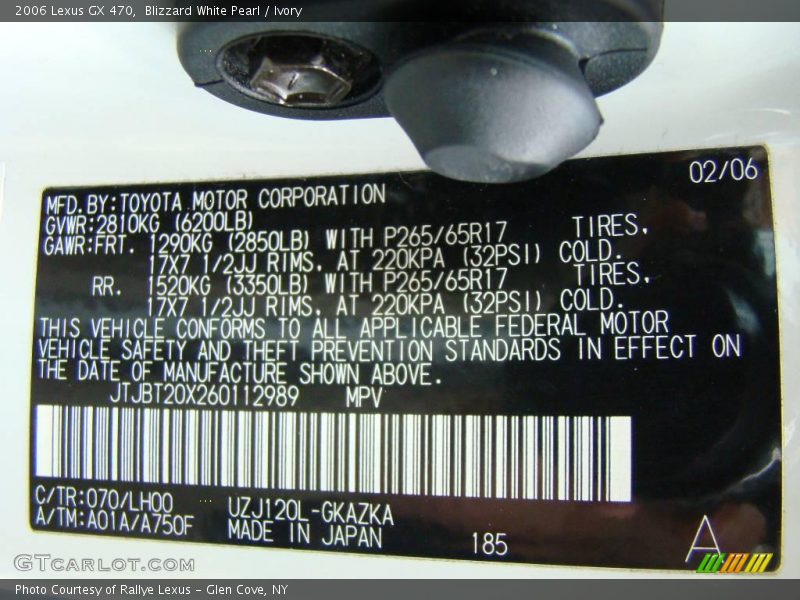 2006 Lexus GX 470, Blizzard White Pearl / Ivory
02/06
MFD.BY:TOYOTA MOTOR CORPORATION
GVWR:2810KG (6200LB)
GAWR:FRT. 1290KG (2850LB) WITH P265/65R17 TIRES,
17X7 1/2JJ RIMS, AT 220KPA (32PSI) COLD.
RR. 1520KG (3350LB) WITH P265/65R17 TIRES,
17X7 1/2JJ RIMS, AT 220KPA (32PSI) COLD.
THIS VEHICLE CONFORMS TO ALL APPLICABLE FEDERAL MOTOR
VEHICLE SAFETY AND THEFT PREVENTION STANDARDS IN EFFECT ON
THE DATE OF MANUFACTURE SHOWN ABOVE.
JTJBT20X260112989 MPV
C/TR:070/LH00 UZJ120L-GKAZKA
A/TM:A01A/A750F MADE IN JAPAN 185
A
GTCARLOT.COM
Photo Courtesy of Rallye Lexus - Glen Cove, NY